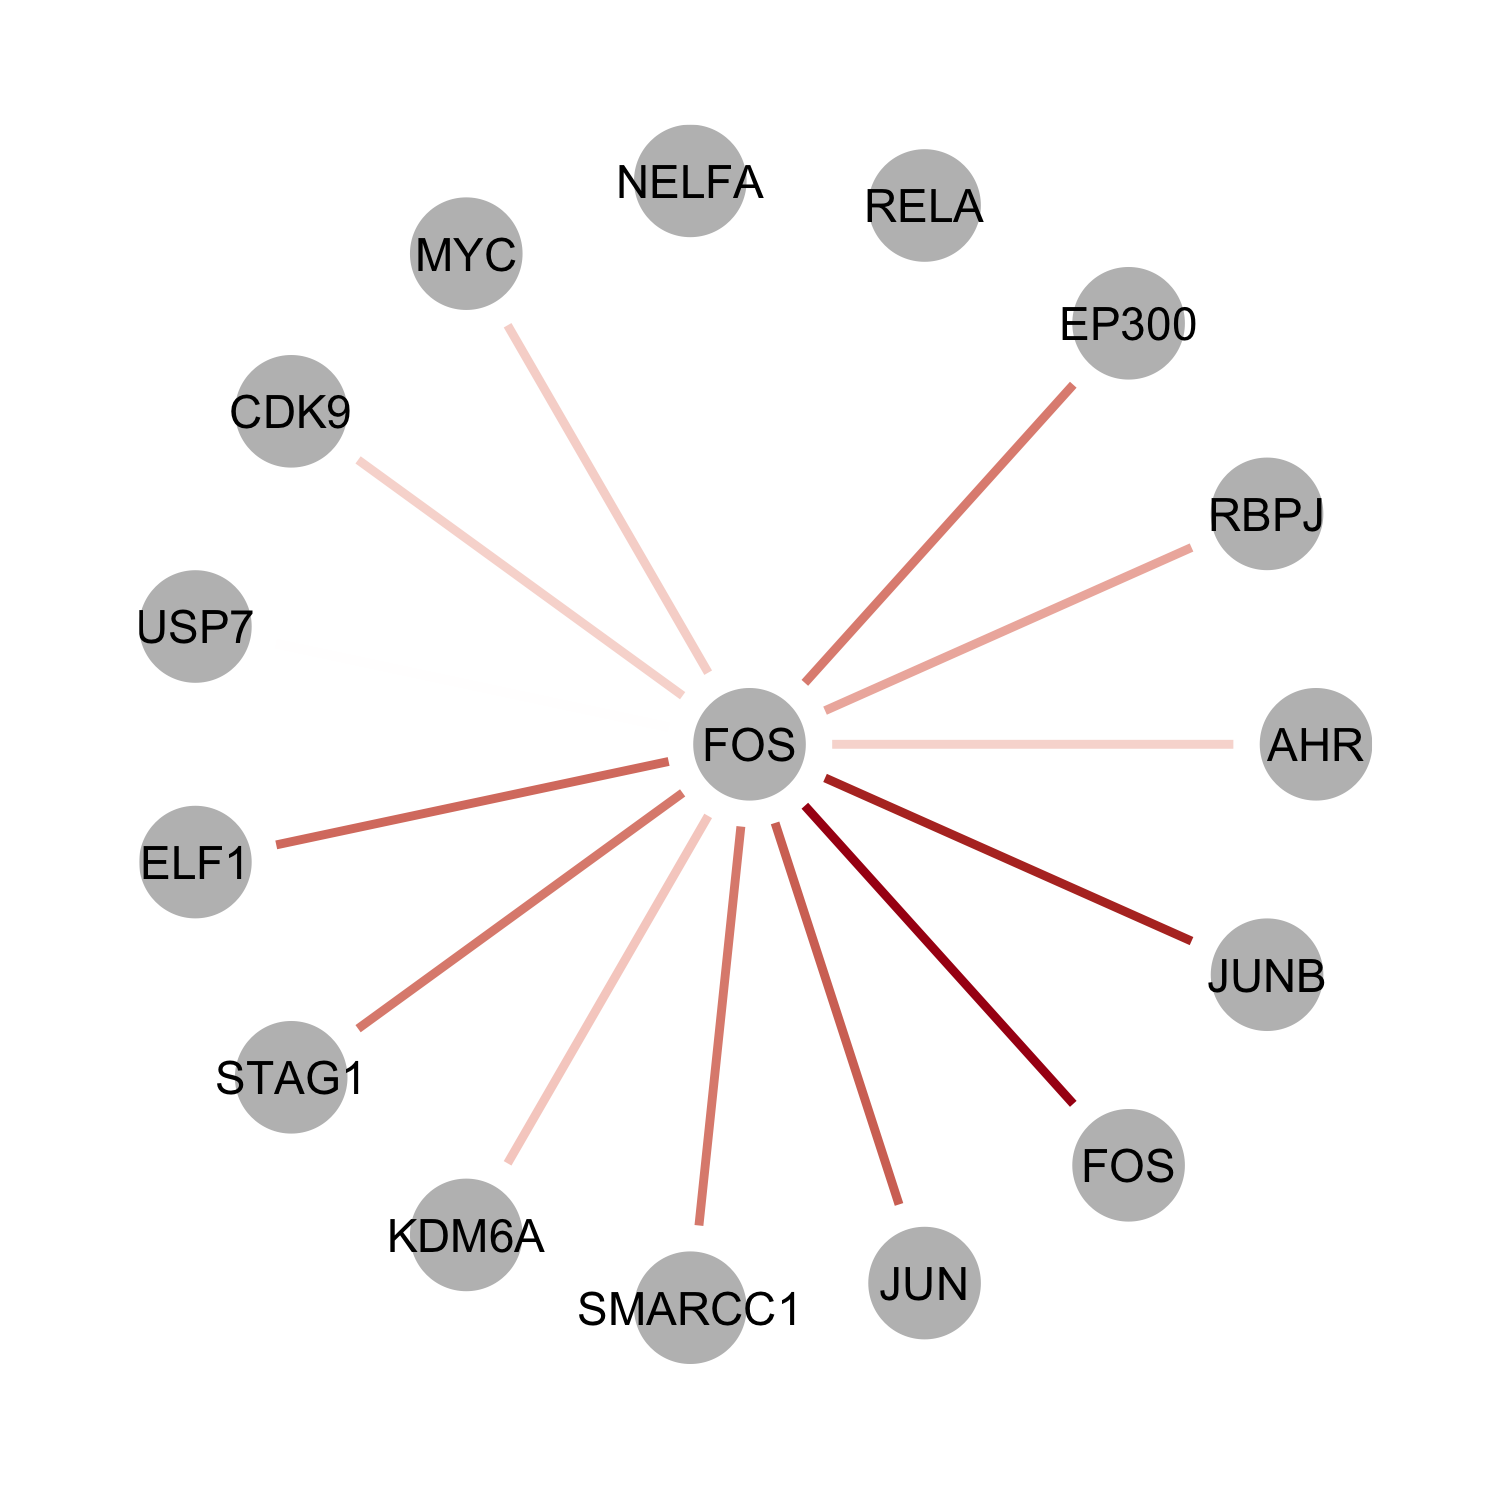 NELFA
RELA
MYC
EP300
CDK9
RBPJ
USP7
FOS
AHR
ELF1
JUNB
STAG1
FOS
KDM6A
JUN
SMARCC1